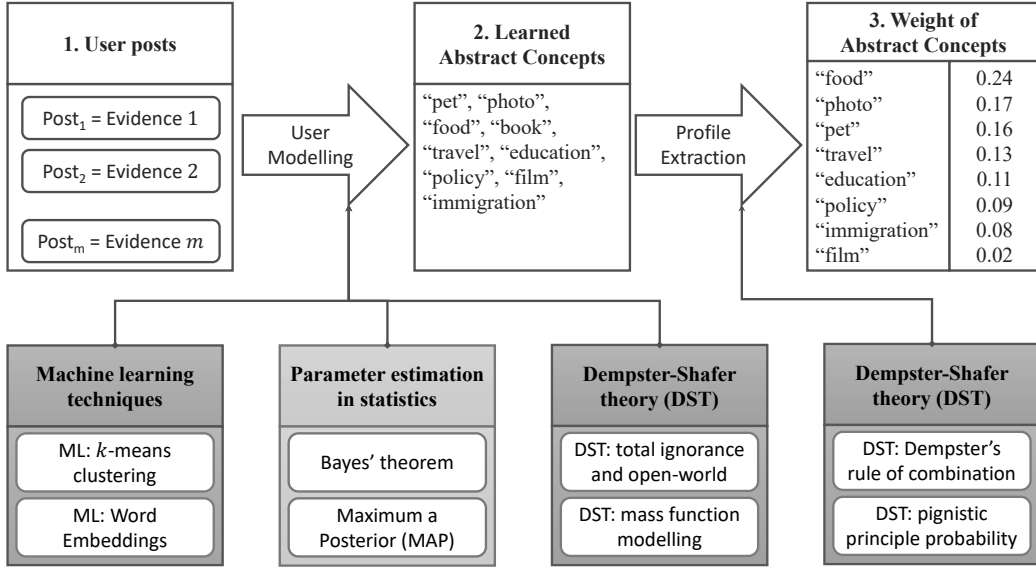 1. User posts
Post1 = Evidence 1
Post2 = Evidence 2
Postm = Evidence m
User
Modelling
2. Learned
Abstract Concepts
“pet”, “photo”,
“food”, “book”,
“travel”, “education”,
“policy”, “film”,
“immigration”
Profile
Extraction
3. Weight of
Abstract Concepts
“food” 0.24
“photo” 0.17
“pet” 0.16
“travel” 0.13
“education” 0.11
“policy” 0.09
“immigration” 0.08
“film” 0.02
Machine learning
techniques
ML: k-means
clustering
ML: Word
Embeddings
Parameter estimation
in statistics
Bayes’ theorem
Maximum a
Posterior (MAP)
Dempster-Shafer
theory (DST)
DST: total ignorance
and open-world
DST: mass function
modelling
Dempster-Shafer
theory (DST)
DST: Dempster’s
rule of combination
DST: pignistic
principle probability